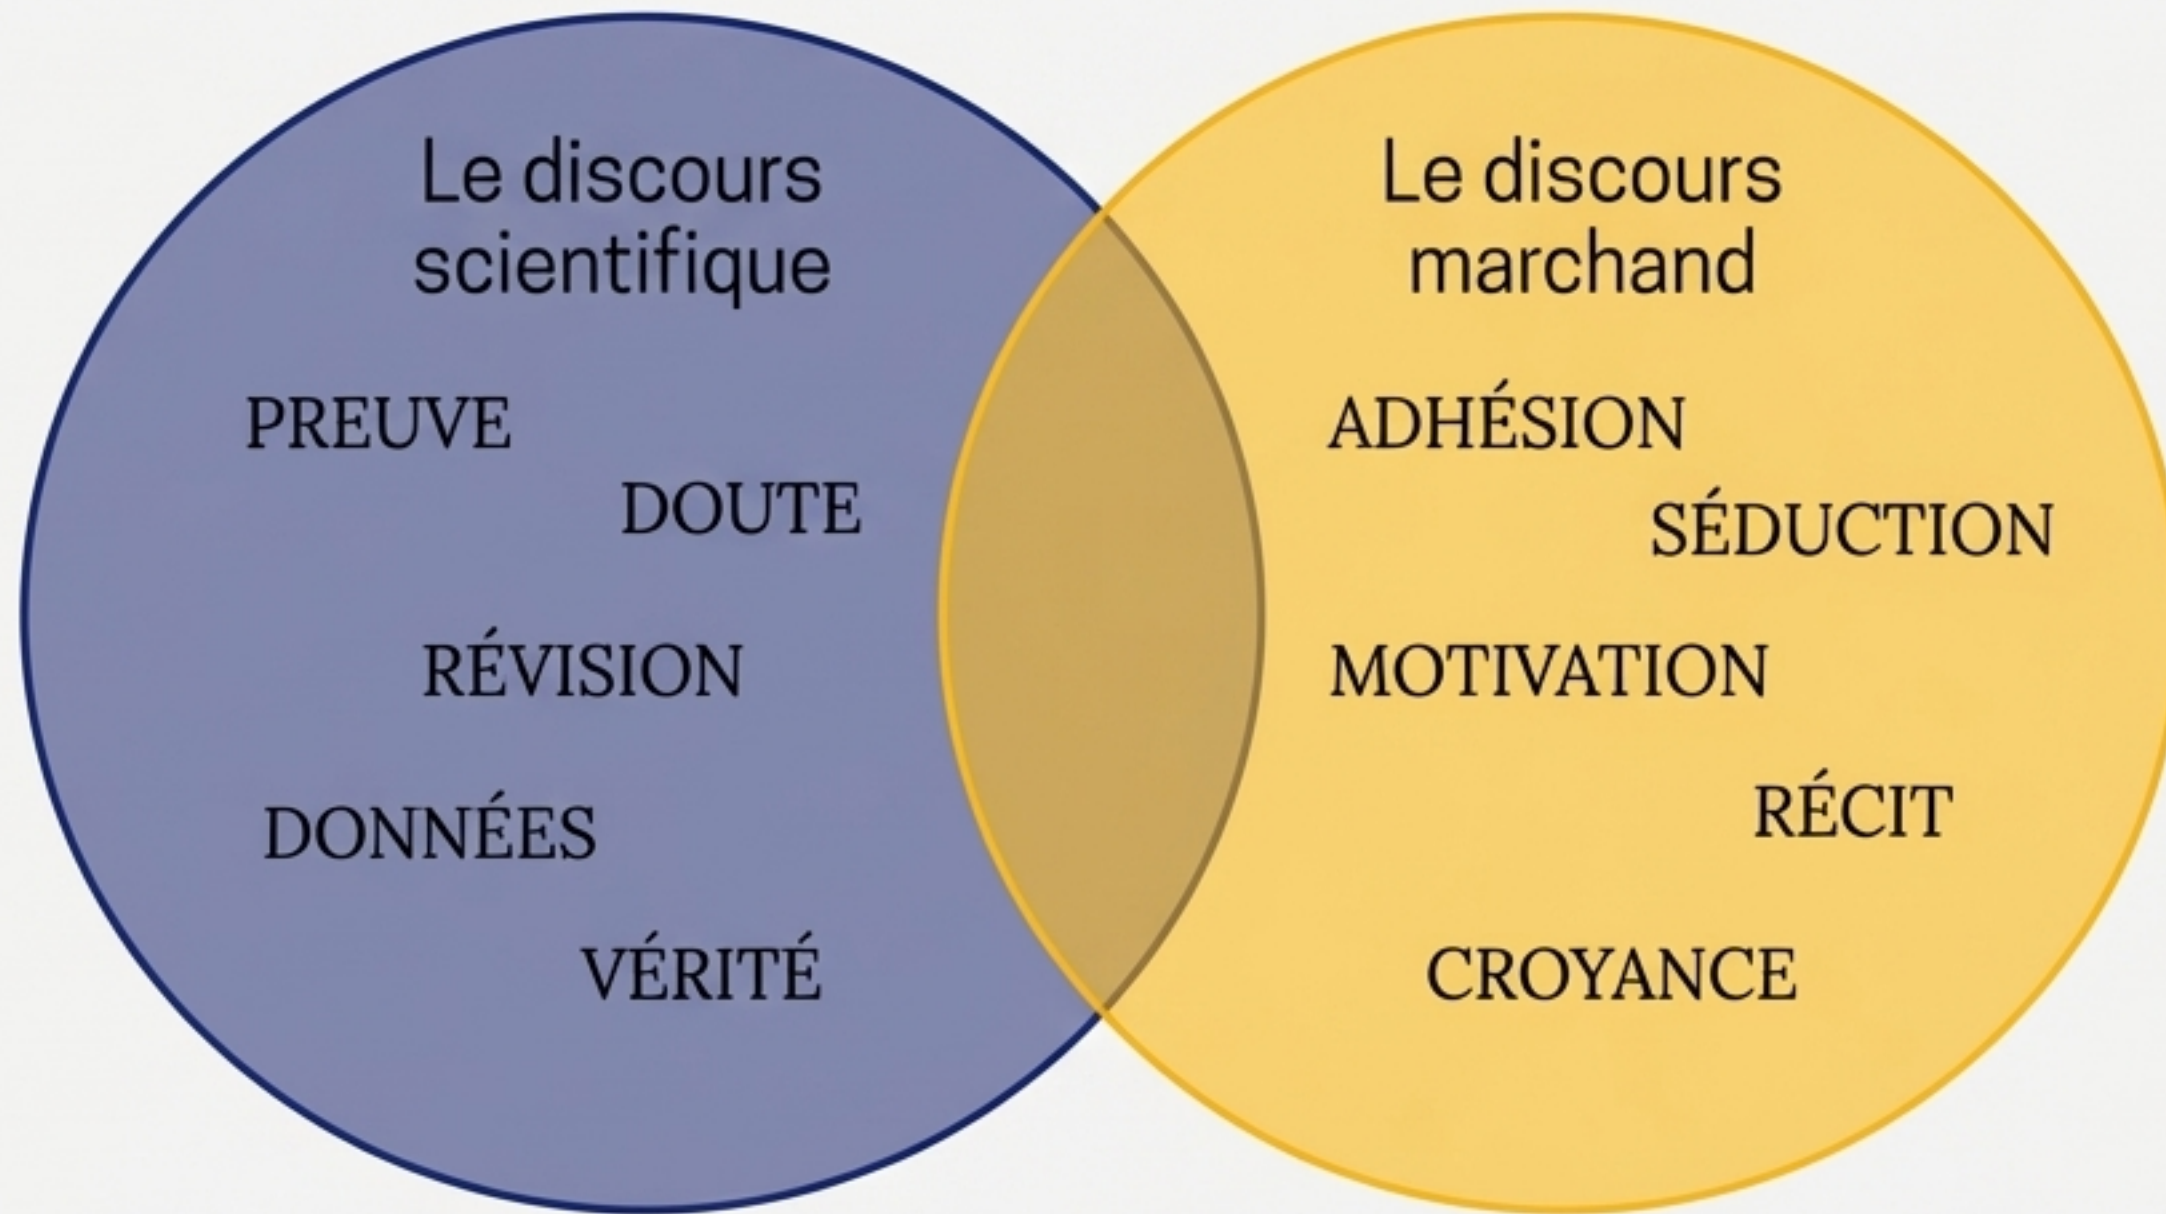 Le discours
scientifique
PREUVE
DOUTE
RÉVISION
DONNÉES
VÉRITÉ
Le discours
marchand
ADHÉSION
SÉDUCTION
MOTIVATION
RÉCIT
CROYANCE